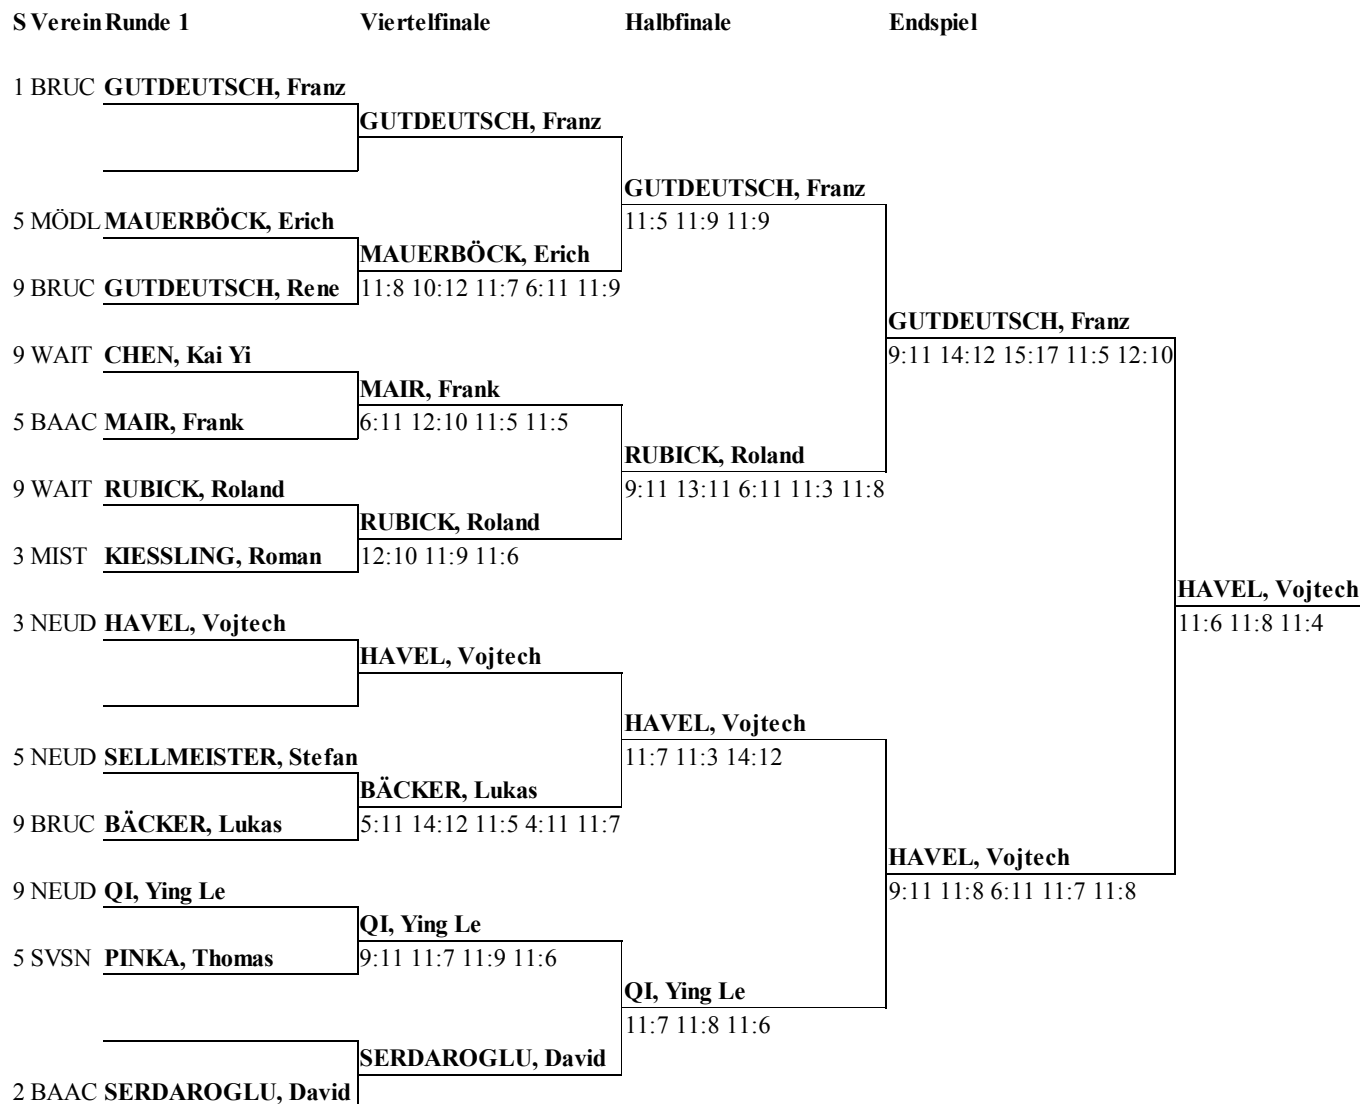 S Verein Runde 1 Viertelfinale Halbfinale Endspiel
1 BRUC GUTDEUTSCH, Franz
GUTDEUTSCH, Franz
GUTDEUTSCH, Franz
5 MÖDL MAUERBÖCK, Erich 11:5 11:9 11:9
MAUERBÖCK, Erich
9 BRUC GUTDEUTSCH, Rene 11:8 10:12 11:7 6:11 11:9
GUTDEUTSCH, Franz
9 WAIT CHEN, Kai Yi 9:11 14:12 15:17 11:5 12:10
MAIR, Frank
5 BAAC MAIR, Frank 6:11 12:10 11:5 11:5
RUBICK, Roland
9 WAIT RUBICK, Roland 9:11 13:11 6:11 11:3 11:8
RUBICK, Roland
3 MIST KIESSLING, Roman 12:10 11:9 11:6
HAVEL, Vojtech
3 NEUD HAVEL, Vojtech 11:6 11:8 11:4
HAVEL, Vojtech
HAVEL, Vojtech
5 NEUD SELLMEISTER, Stefan 11:7 11:3 14:12
BÄCKER, Lukas
9 BRUC BÄCKER, Lukas 5:11 14:12 11:5 4:11 11:7
HAVEL, Vojtech
9 NEUD QI, Ying Le 9:11 11:8 6:11 11:7 11:8
QI, Ying Le
5 SVSN PINKA, Thomas 9:11 11:7 11:9 11:6
QI, Ying Le
11:7 11:8 11:6
SERDAROGLU, David
2 BAAC SERDAROGLU, David